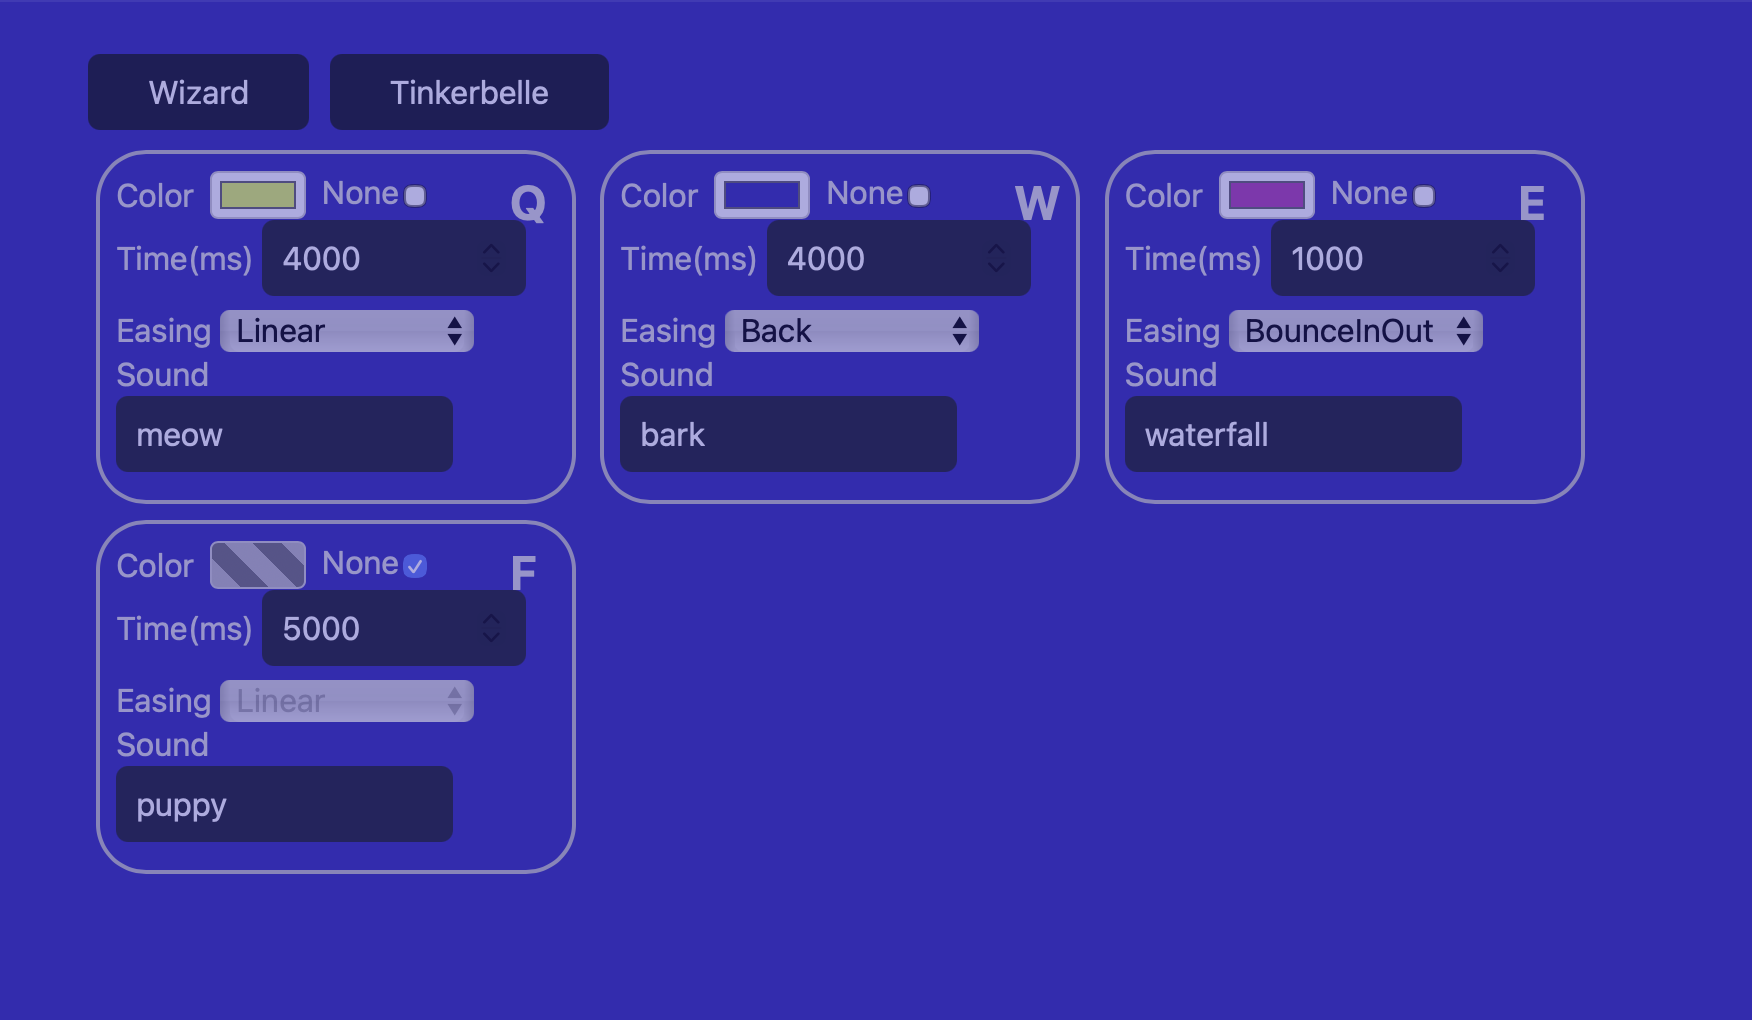 Wizard Tinkerbelle
Color None Q
Time(ms) 4000
Easing Linear
Sound
meow
Color None W
Time(ms) 4000
Easing Back
Sound
bark
Color None E
Time(ms) 1000
Easing BounceInOut
Sound
waterfall
Color None F
Time(ms) 5000
Easing Linear
Sound
puppy